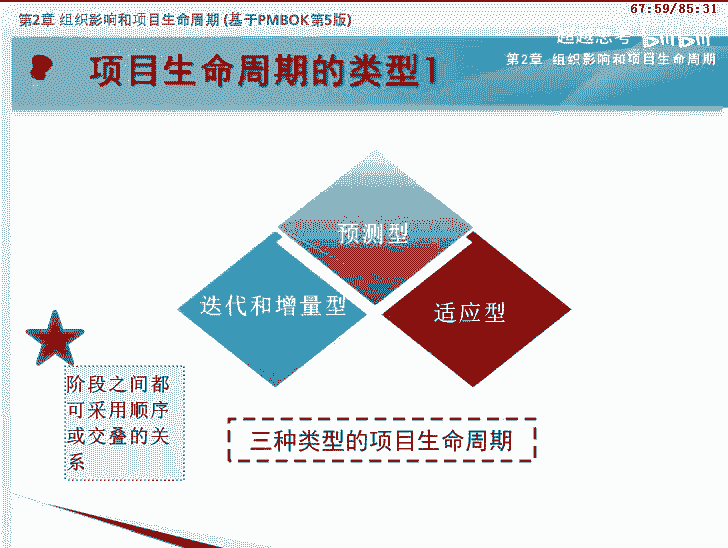 67:59/85:31
第2章 组织影响和项目生命周期 (基于PMBOK第5版)
超越思考
第2章 组织影响和项目生命周期
项目生命周期的类型1
预测型
迭代和增量型
适应型
阶段之间都
可采用顺序
或交叠的关
系
三种类型的项目生命周期